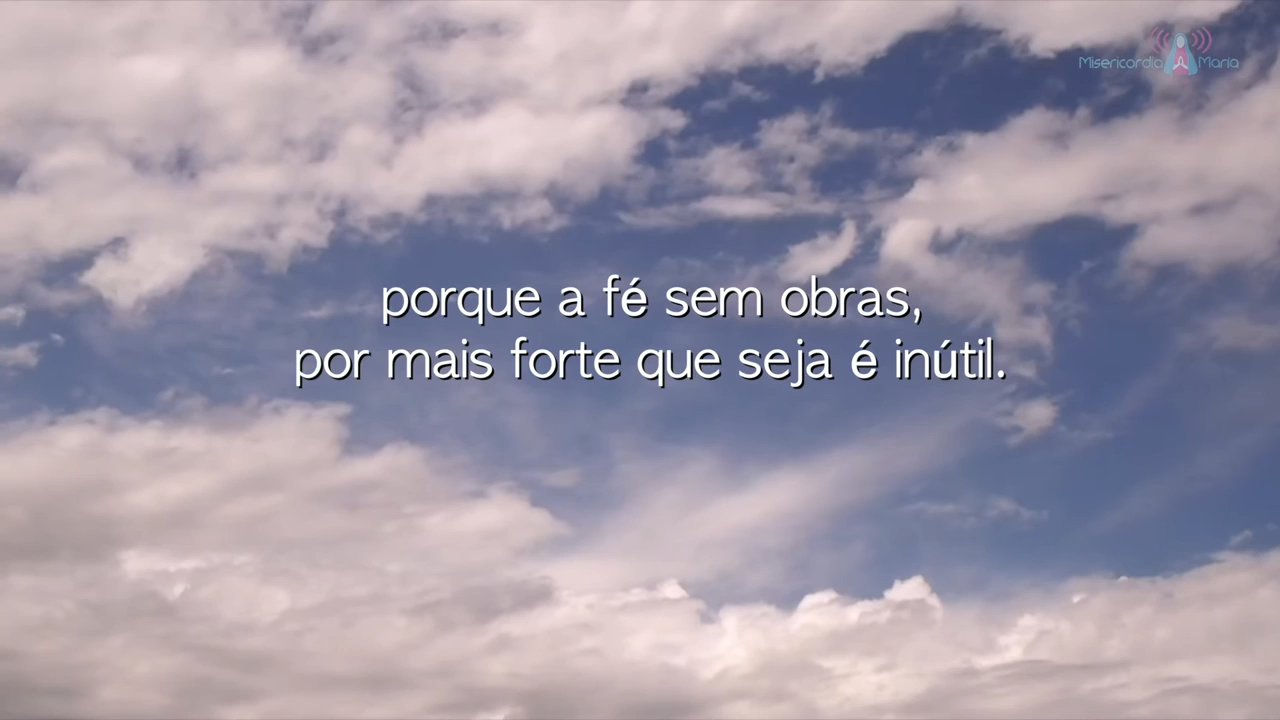 Misericordia Maria
porque a fé sem obras,
por mais forte que seja é inútil.